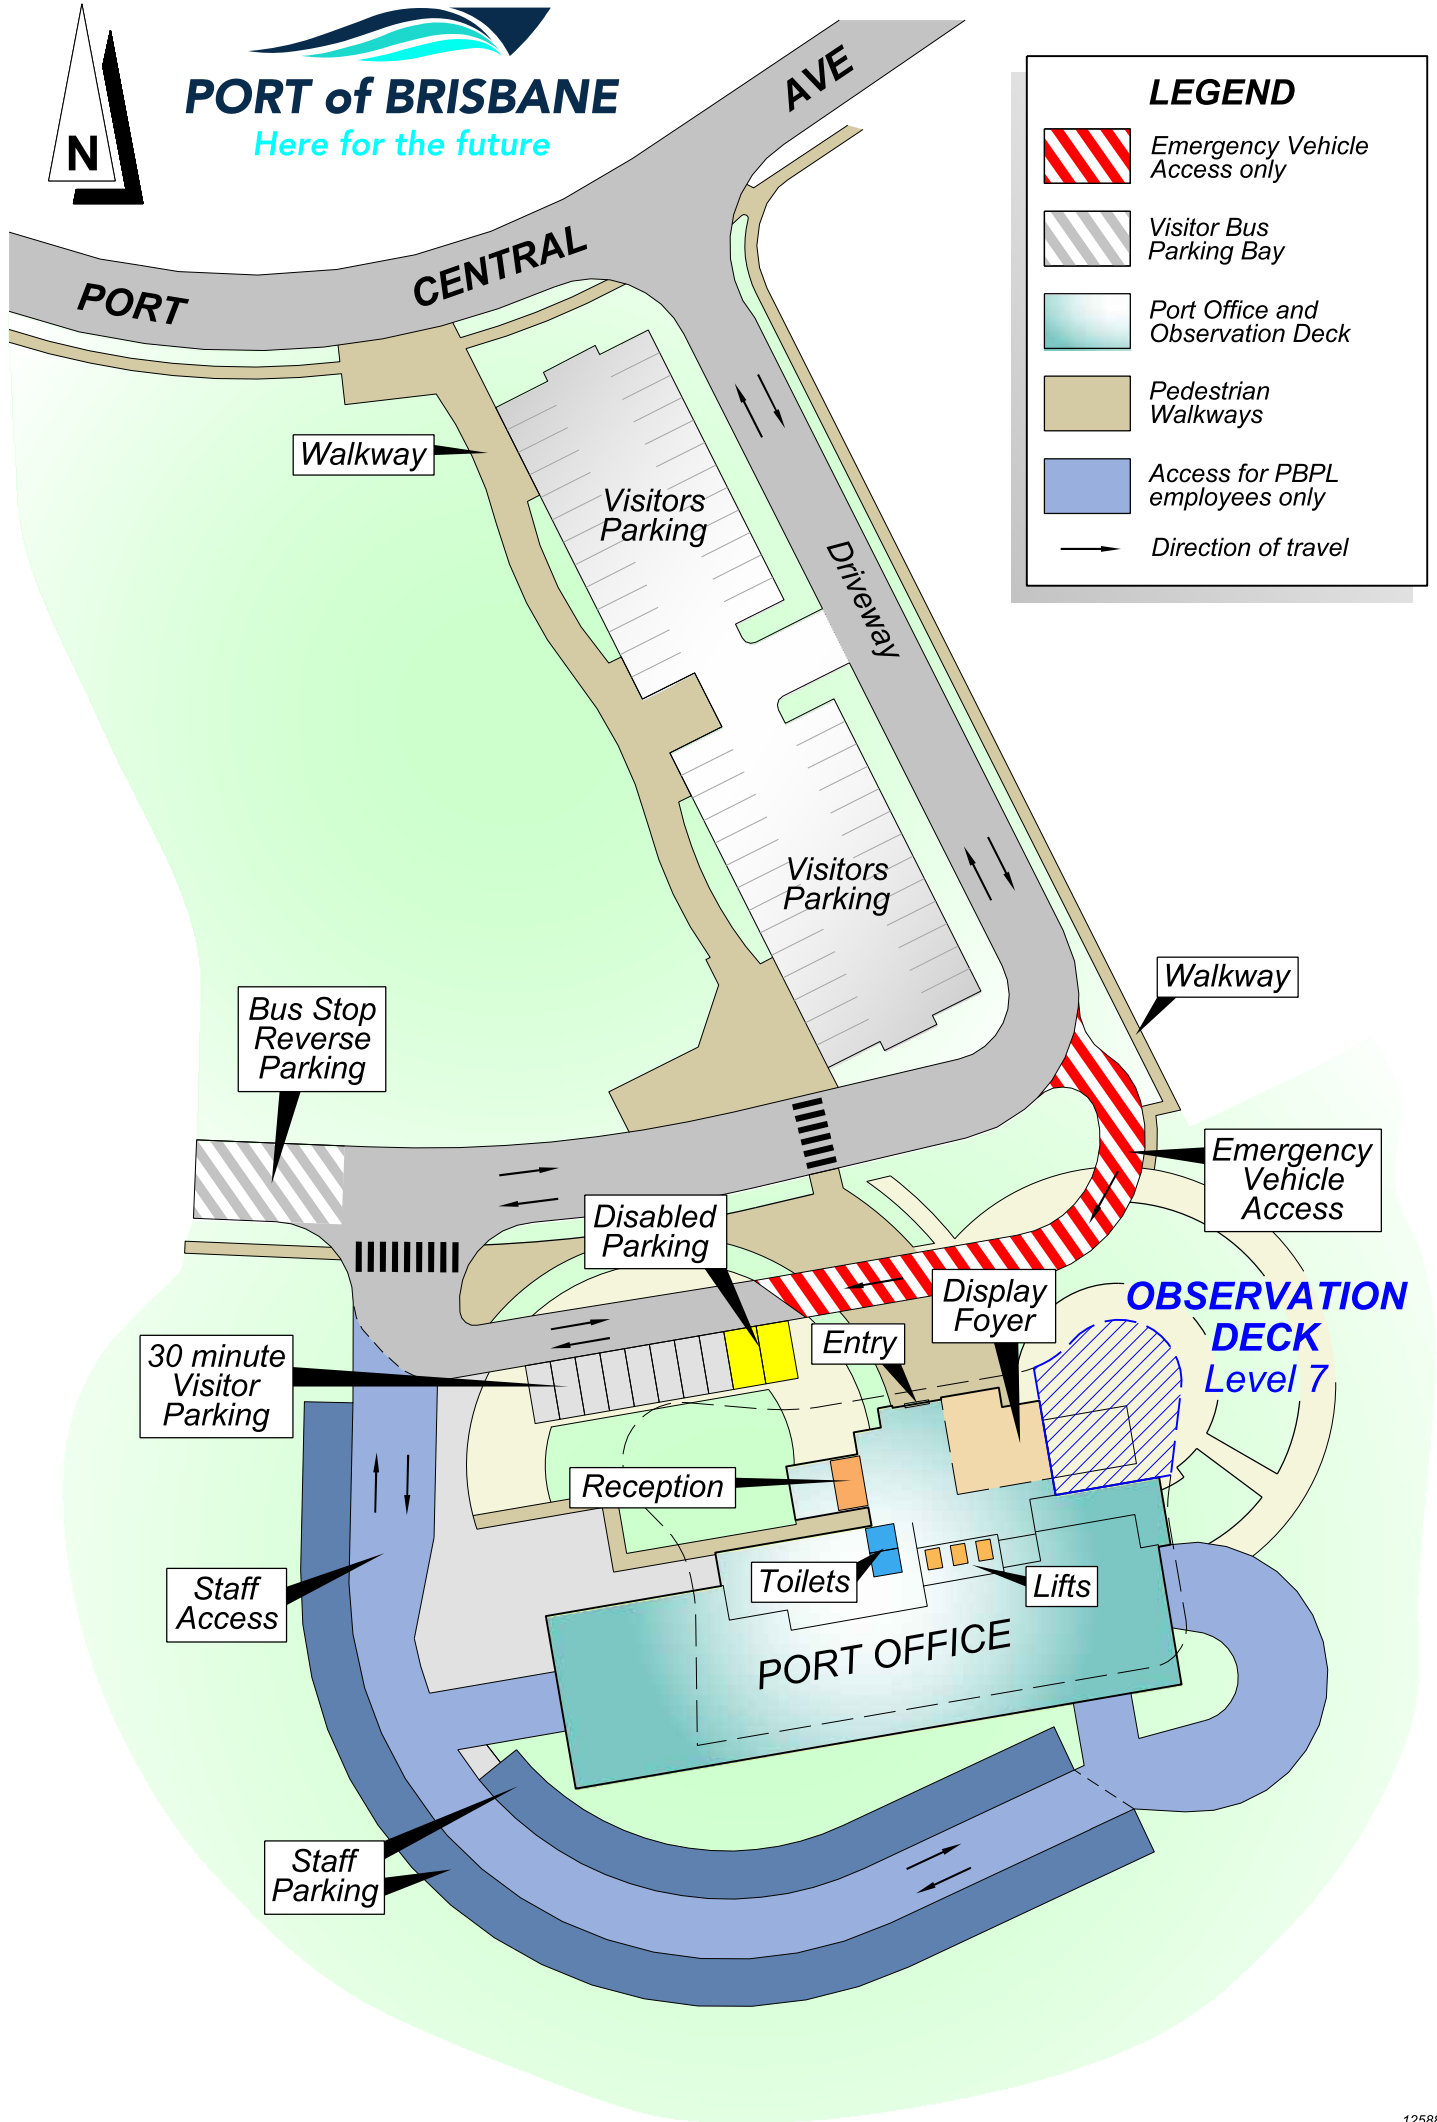 PORT of BRISBANE
Here for the future
N
PORT
CENTRAL
AVE
LEGEND
Emergency Vehicle
Access only
Visitor Bus
Parking Bay
Port Office and
Observation Deck
Pedestrian
Walkways
Access for PBPL
employees only
Direction of travel
Walkway
Visitors
Parking
Driveway
Visitors
Parking
Walkway
Bus Stop
Reverse
Parking
Emergency
Vehicle
Access
Disabled
Parking
Display
Foyer
OBSERVATION
DECK
Level 7
Entry
30 minute
Visitor
Parking
Reception
Toilets
Lifts
Staff
Access
PORT OFFICE
Staff
Parking